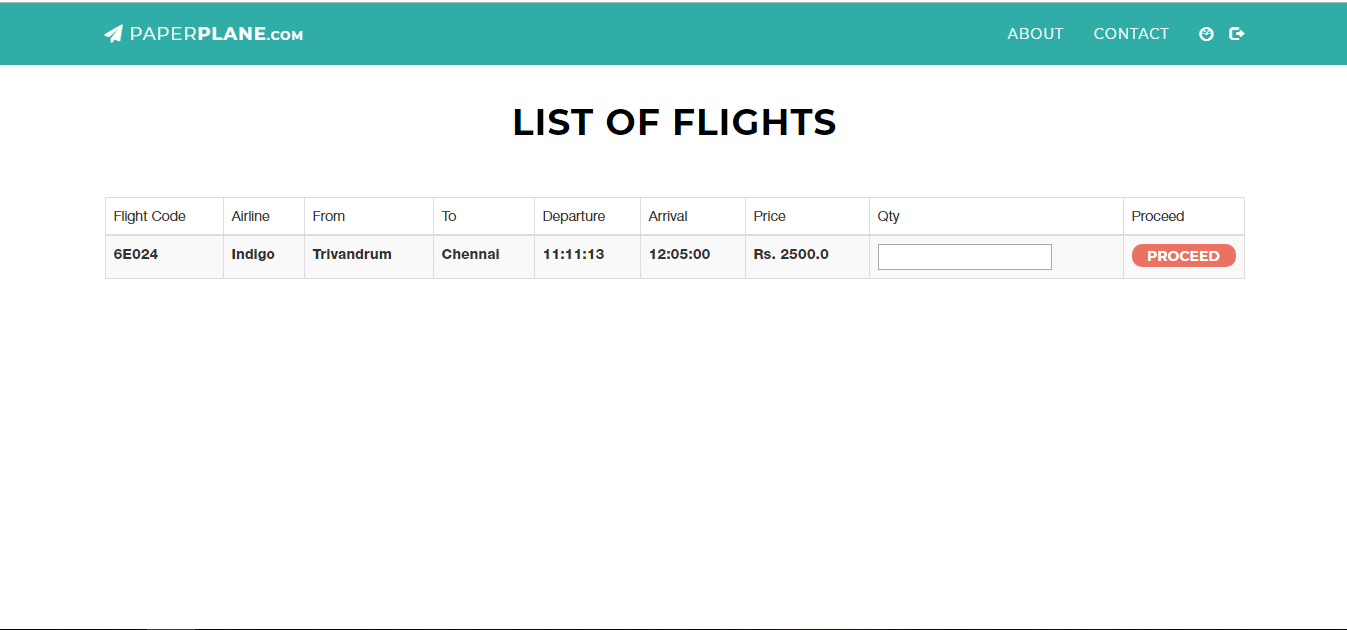 PAPERPLANE.COM ABOUT CONTACT
LIST OF FLIGHTS
Flight Code Airline From To Departure Arrival Price Qty Proceed
6E024 Indigo Trivandrum Chennai 11:11:13 12:05:00 Rs. 2500.0 PROCEED